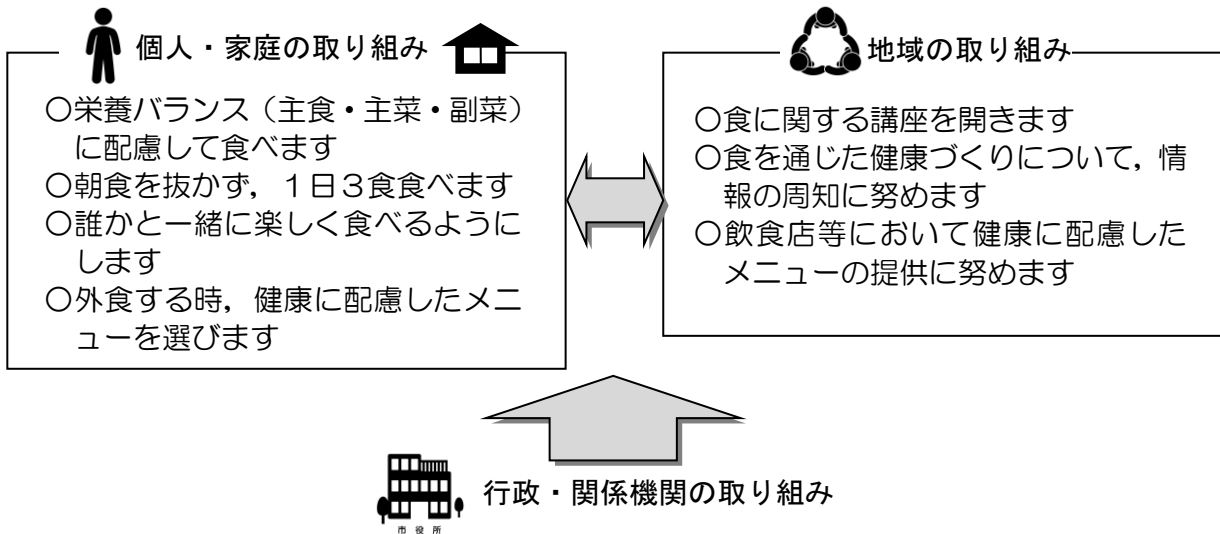 個人・家庭の取り組み
〇栄養バランス（主食・主菜・副菜）
に配慮して食べます
〇朝食を抜かず，１日３食食べます
〇誰かと一緒に楽しく食べるように
します
〇外食する時，健康に配慮したメニ
ューを選びます
地域の取り組み
〇食に関する講座を開きます
〇食を通じた健康づくりについて，情
報の周知に努めます
〇飲食店等において健康に配慮した
メニューの提供に努めます
行政・関係機関の取り組み
市役所